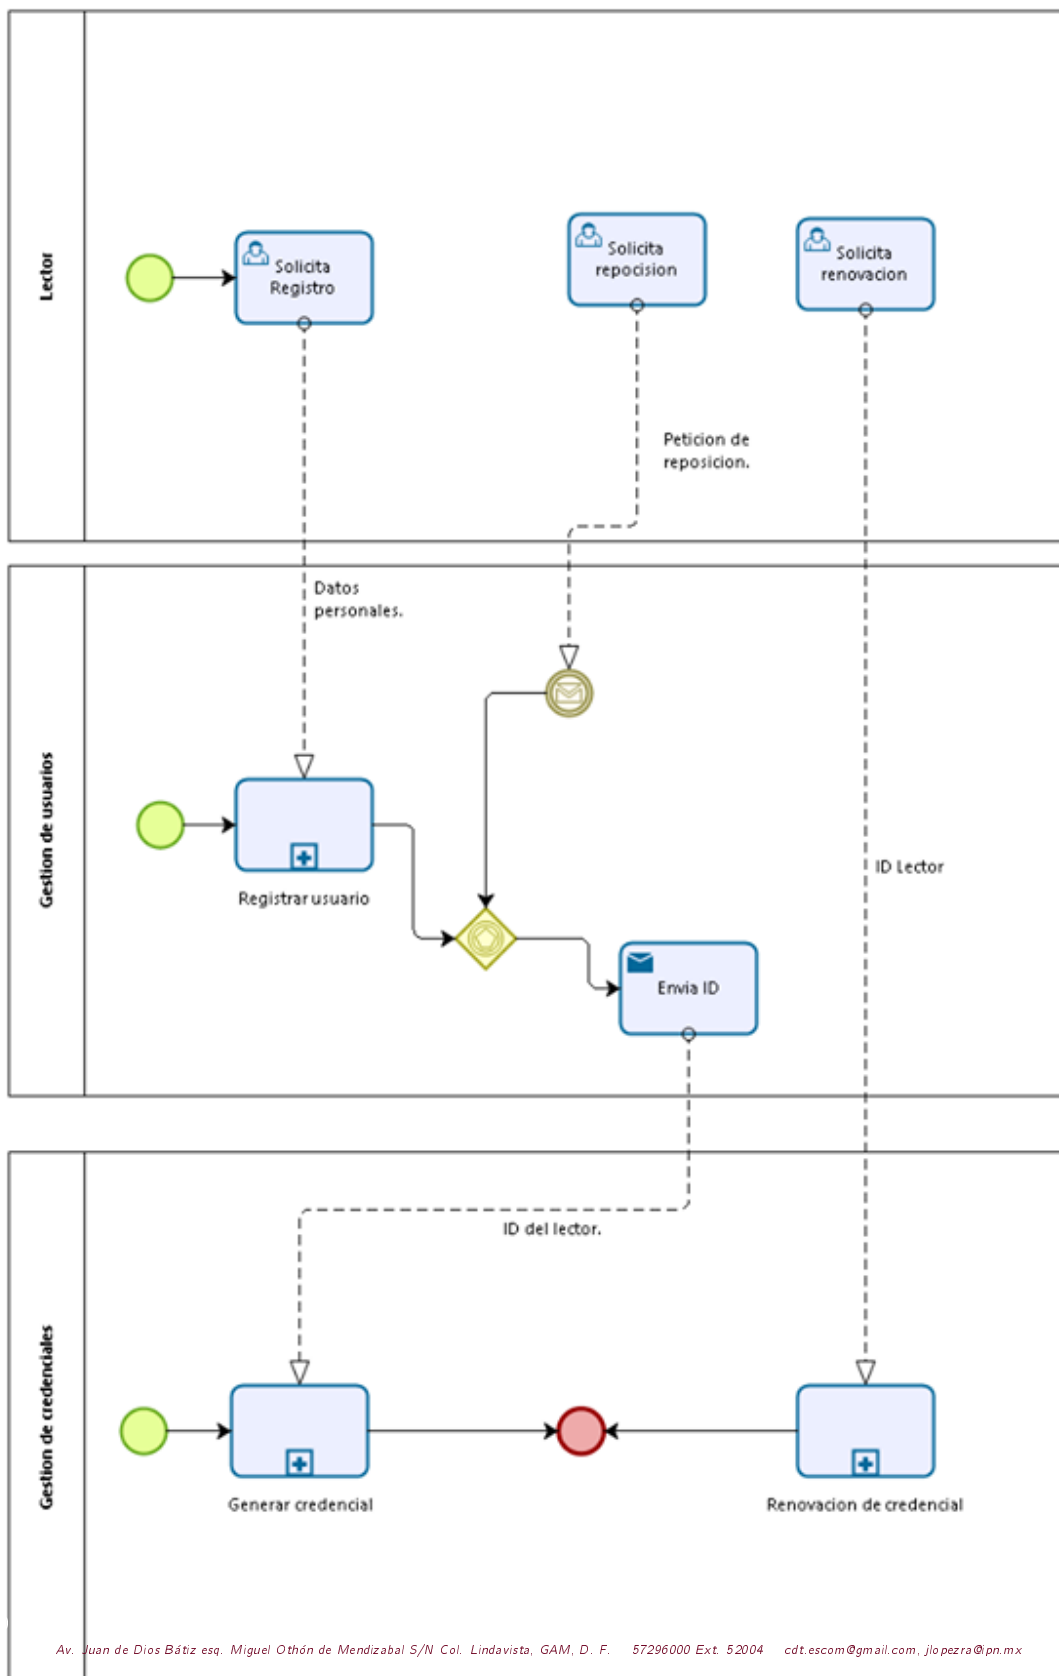 Lector
Solicita
Registro
Solicita
repocision
Solicita
renovacion
Peticion de
reposicion.
Gestion de usuarios
Datos
personales.
Registrar usuario
ID Lector
Envia ID
Gestion de credenciales
ID del lector.
Generar credencial
Renovacion de credencial
Av. Juan de Dios Bátiz esq. Miguel Othón de Mendizabal S/N Col. Lindavista, GAM, D. F. 57296000 Ext. 52004 cdt.escom@gmail.com, jlopezra@ipn.mx